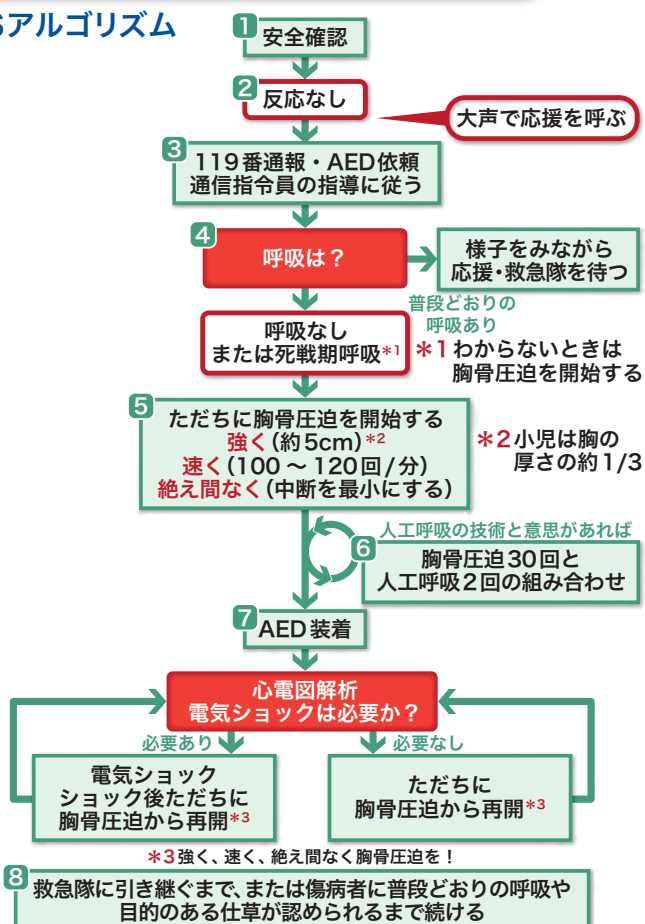 Sアルゴリズム
1 安全確認
2 反応なし
大声で応援を呼ぶ
3 119番通報・AED依頼
通信指令員の指導に従う
4 呼吸は？
様子をみながら
応援・救急隊を待つ
普段どおりの
呼吸あり
呼吸なし
または死戦期呼吸*1
*1わからないときは
胸骨圧迫を開始する
5 ただちに胸骨圧迫を開始する
強く(約5cm)*2
速く(100～120回/分)
絶え間なく(中断を最小にする)
*2小児は胸の
厚さの約1/3
人工呼吸の技術と意思があれば
6 胸骨圧迫30回と
人工呼吸2回の組み合わせ
7 AED装着
心電図解析
電気ショックは必要か？
必要あり
必要なし
電気ショック
ショック後ただちに
胸骨圧迫から再開*3
ただちに
胸骨圧迫から再開*3
*3強く、速く、絶え間なく胸骨圧迫を！
8 救急隊に引き継ぐまで、または傷病者に普段どおりの呼吸や
目的のある仕草が認められるまで続ける